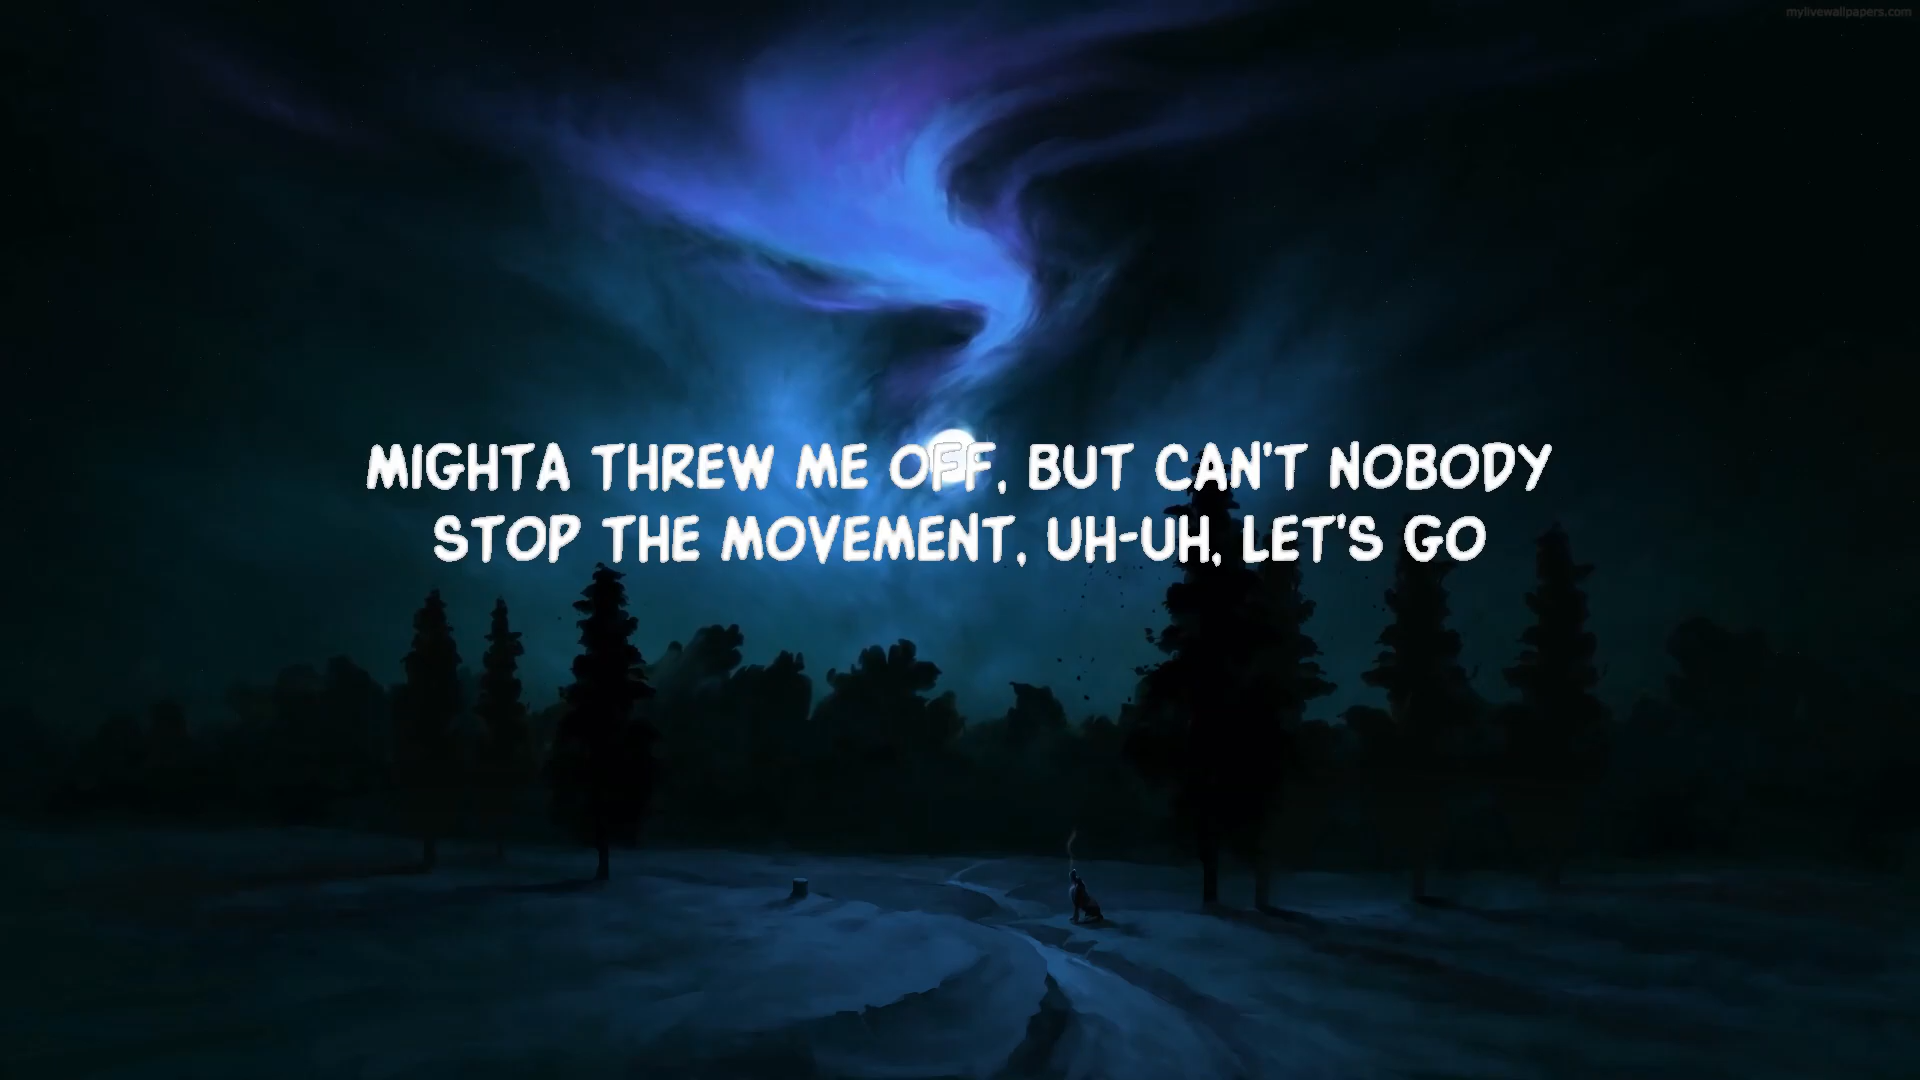 mylivewallpapers.com
MIGHTA THREW ME OFF, BUT CAN'T NOBODY
STOP THE MOVEMENT, UH-UH, LET'S GO